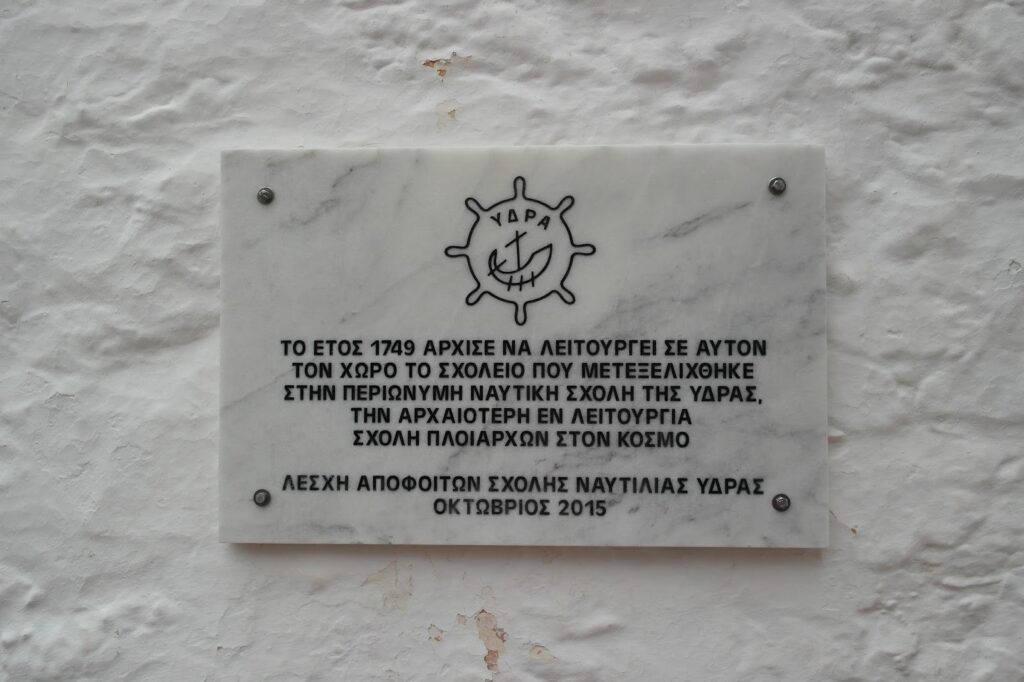 ΥΔΡΑ
ΤΟ ΕΤΟΣ 1749 ΑΡΧΙΣΕ ΝΑ ΛΕΙΤΟΥΡΓΕΙ ΣΕ ΑΥΤΟΝ
ΤΟΝ ΧΩΡΟ ΤΟ ΣΧΟΛΕΙΟ ΠΟΥ ΜΕΤΕΞΕΛΙΧΘΗΚΕ
ΣΤΗΝ ΠΕΡΙΩΝΥΜΗ ΝΑΥΤΙΚΗ ΣΧΟΛΗ ΤΗΣ ΥΔΡΑΣ,
ΤΗΝ ΑΡΧΑΙΟΤΕΡΗ ΕΝ ΛΕΙΤΟΥΡΓΙΑ
ΣΧΟΛΗ ΠΛΟΙΑΡΧΩΝ ΣΤΟΝ ΚΟΣΜΟ
ΛΕΣΧΗ ΑΠΟΦΟΙΤΩΝ ΣΧΟΛΗΣ ΝΑΥΤΙΛΙΑΣ ΥΔΡΑΣ
ΟΚΤΩΒΡΙΟΣ 2015